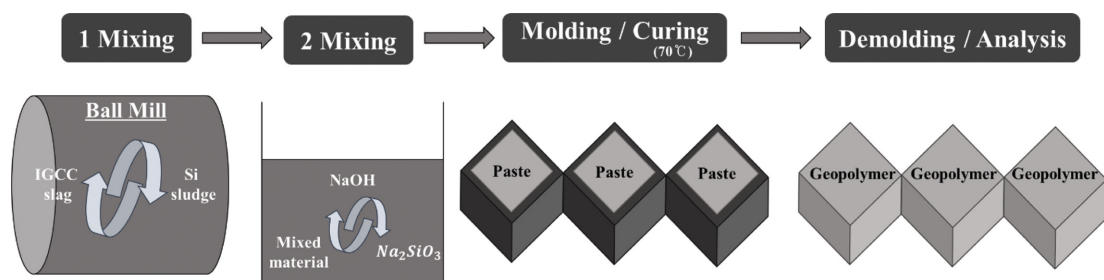 1 Mixing
2 Mixing
Molding / Curing
(70℃)
Demolding / Analysis
Ball Mill
IGCC
slag
Si
sludge
NaOH
Mixed
material
Na₂SiO₃
Paste
Paste
Paste
Geopolymer
Geopolymer
Geopolymer